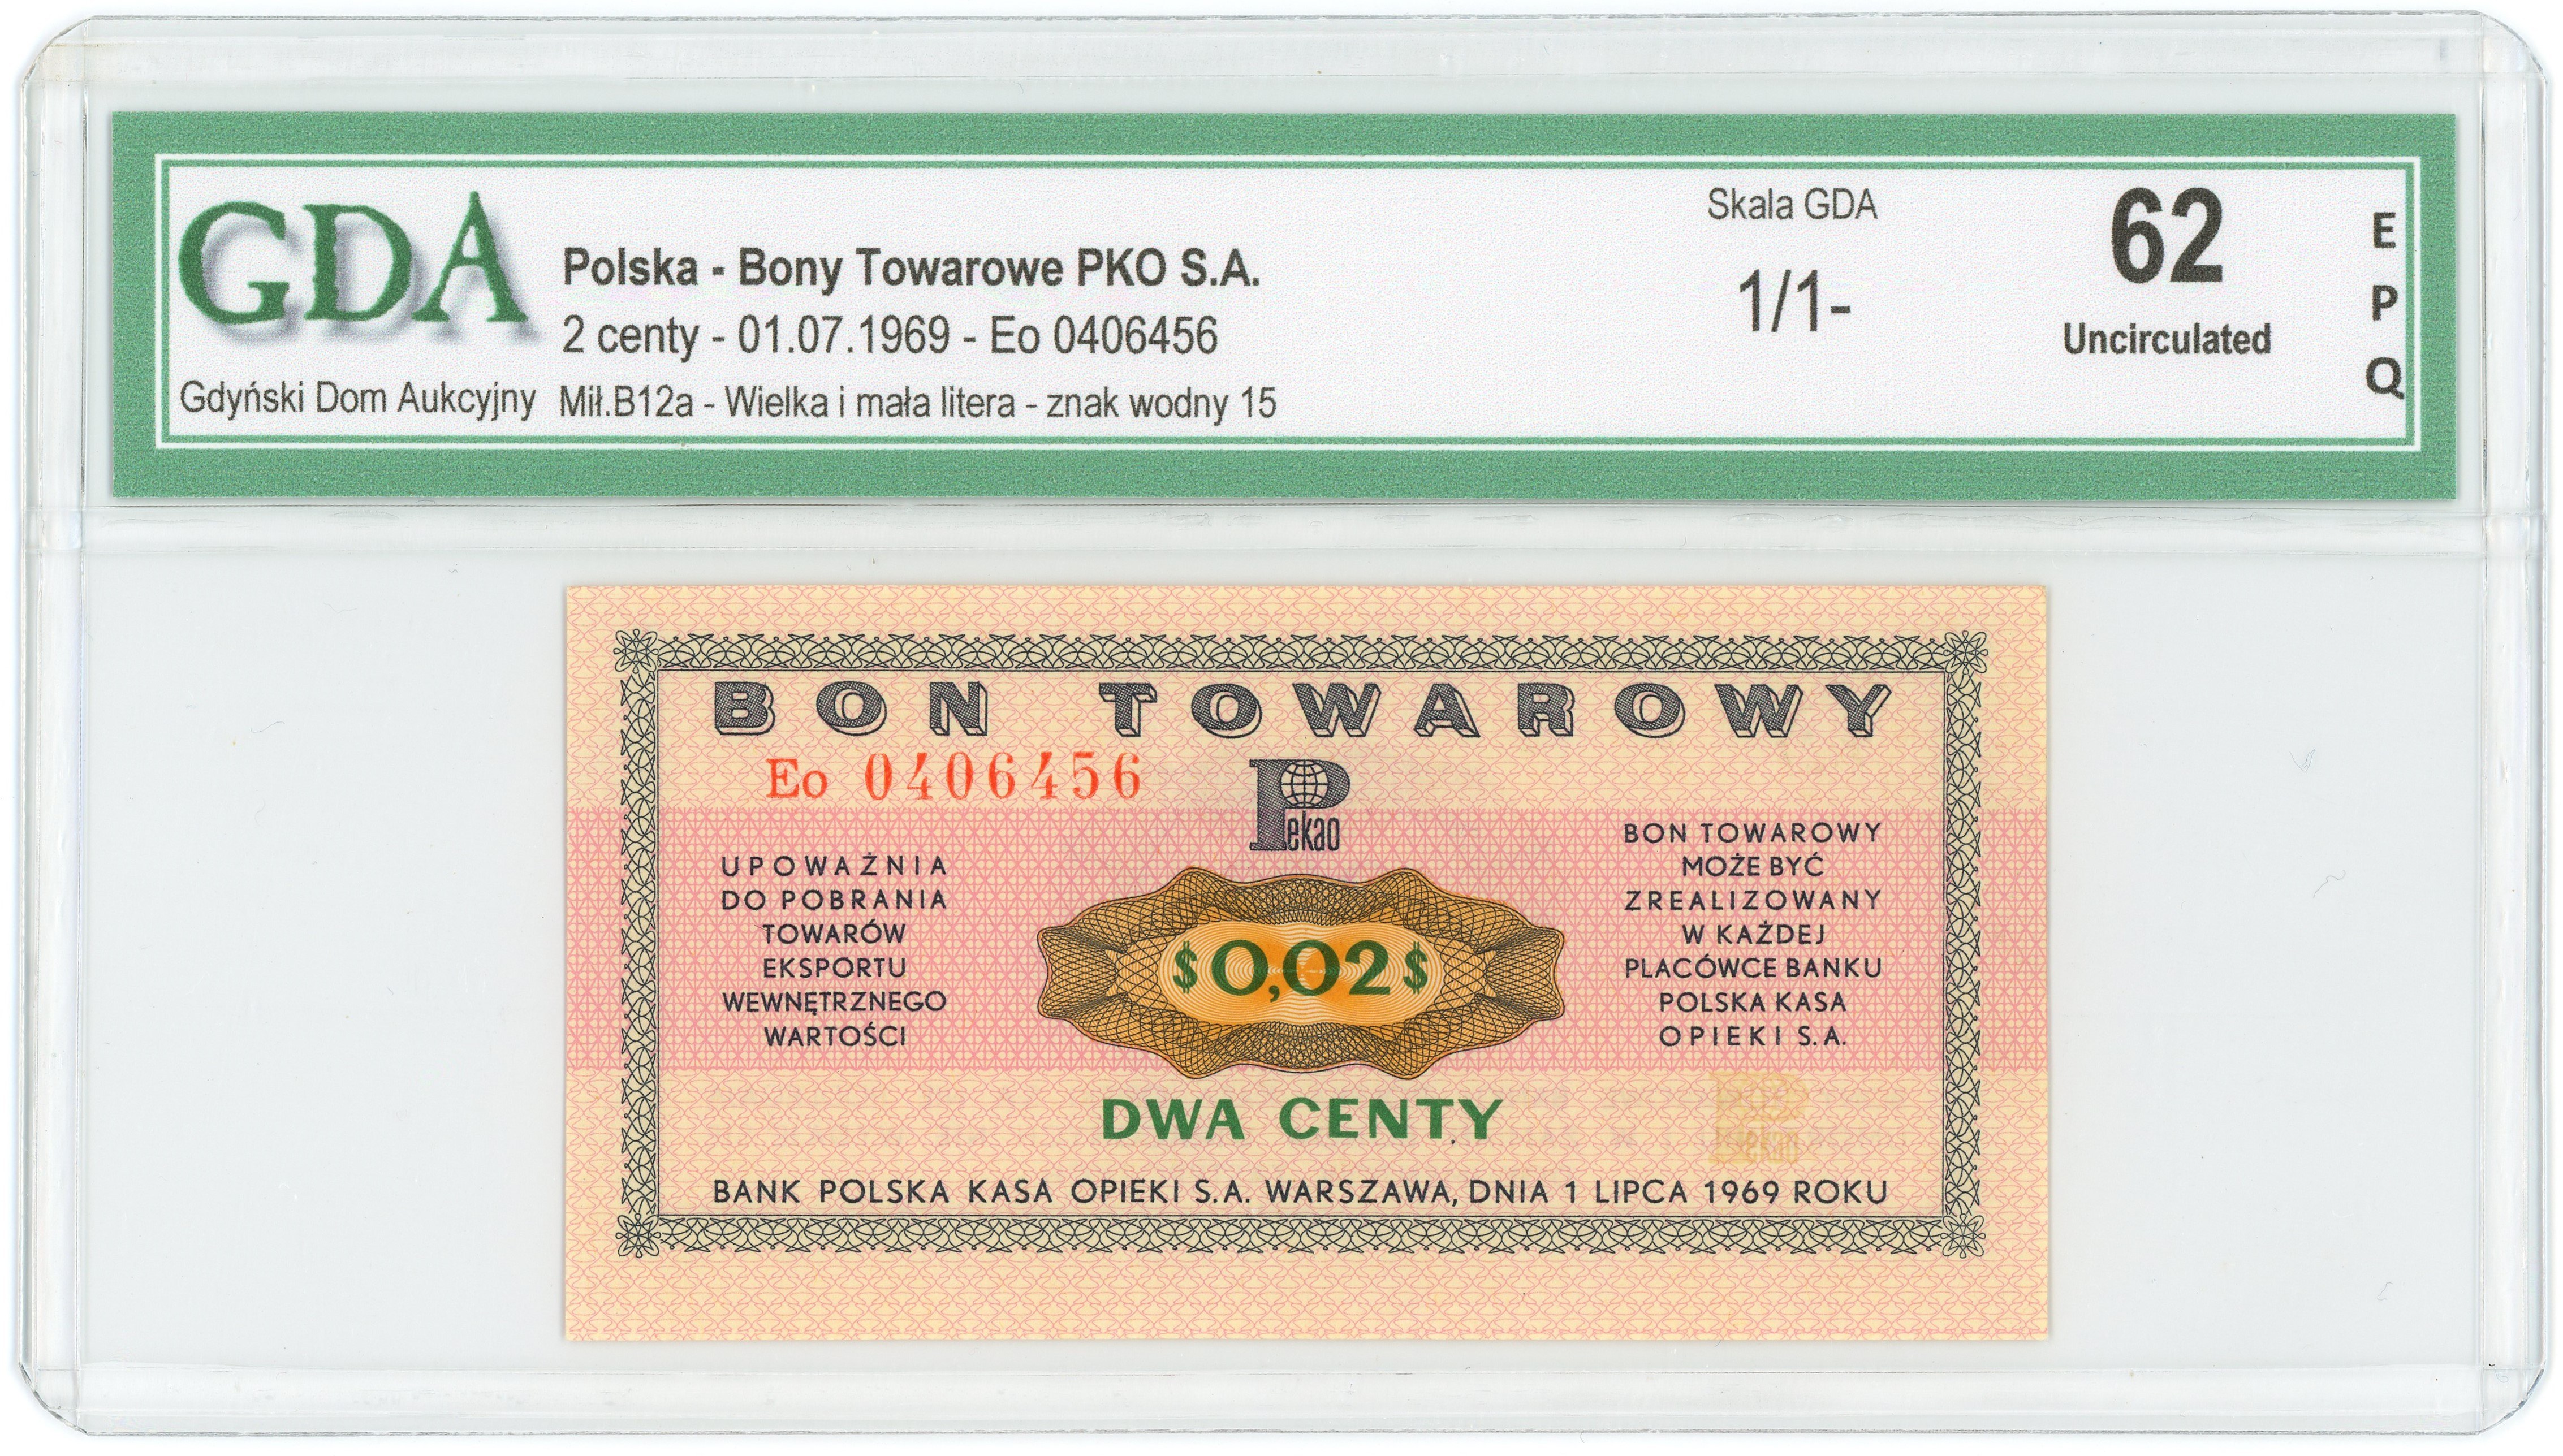 GDA
Gdyński Dom Aukcyjny
Polska - Bony Towarowe PKO S.A.
2 centy - 01.07.1969 - Eo 0406456
Mił.B12a - Wielka i mała litera - znak wodny 15
Skala GDA
1/1-
62
Uncirculated
E
P
Q
BON TOWAROWY
Eo 0406456
Pekao
UPOWAŻNIA
DO POBRANIA
TOWARÓW
EKSPORTU
WEWNĘTRZNEGO
WARTOŚCI
$0,02$
BON TOWAROWY
MOŻE BYĆ
ZREALIZOWANY
W KAŻDEJ
PLACÓWCE BANKU
POLSKA KASA
OPIEKI S.A.
DWA CENTY
BANK POLSKA KASA OPIEKI S.A. WARSZAWA, DNIA 1 LIPCA 1969 ROKU